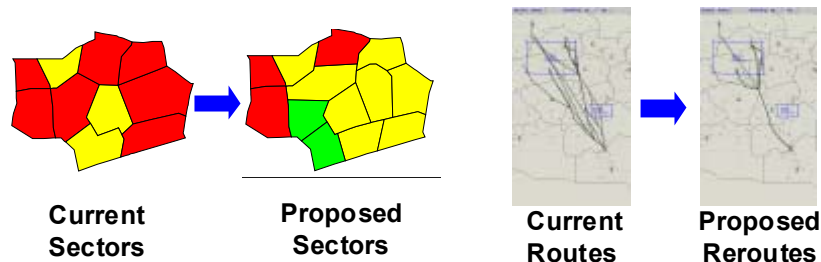 Current
Sectors
Proposed
Sectors
Current
Routes
Proposed
Reroutes